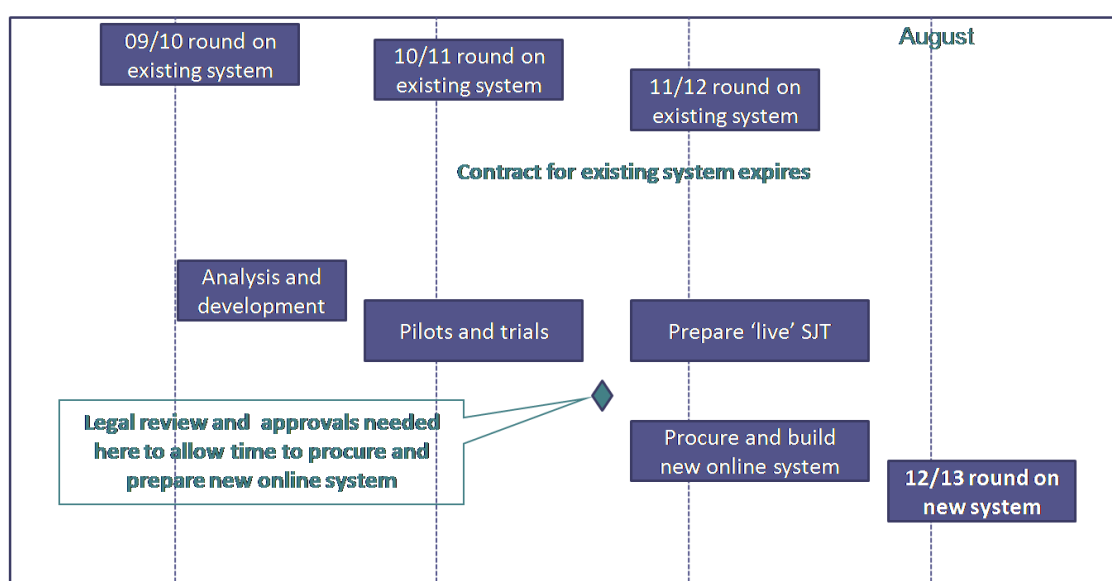 09/10 round on
existing system
10/11 round on
existing system
August
11/12 round on
existing system
Contract for existing system expires
Analysis and
development
Pilots and trials
Prepare ‘live’ SJT
Legal review and  approvals needed
here to allow time to procure and
prepare new online system
Procure and build
new online system
12/13 round on
new system